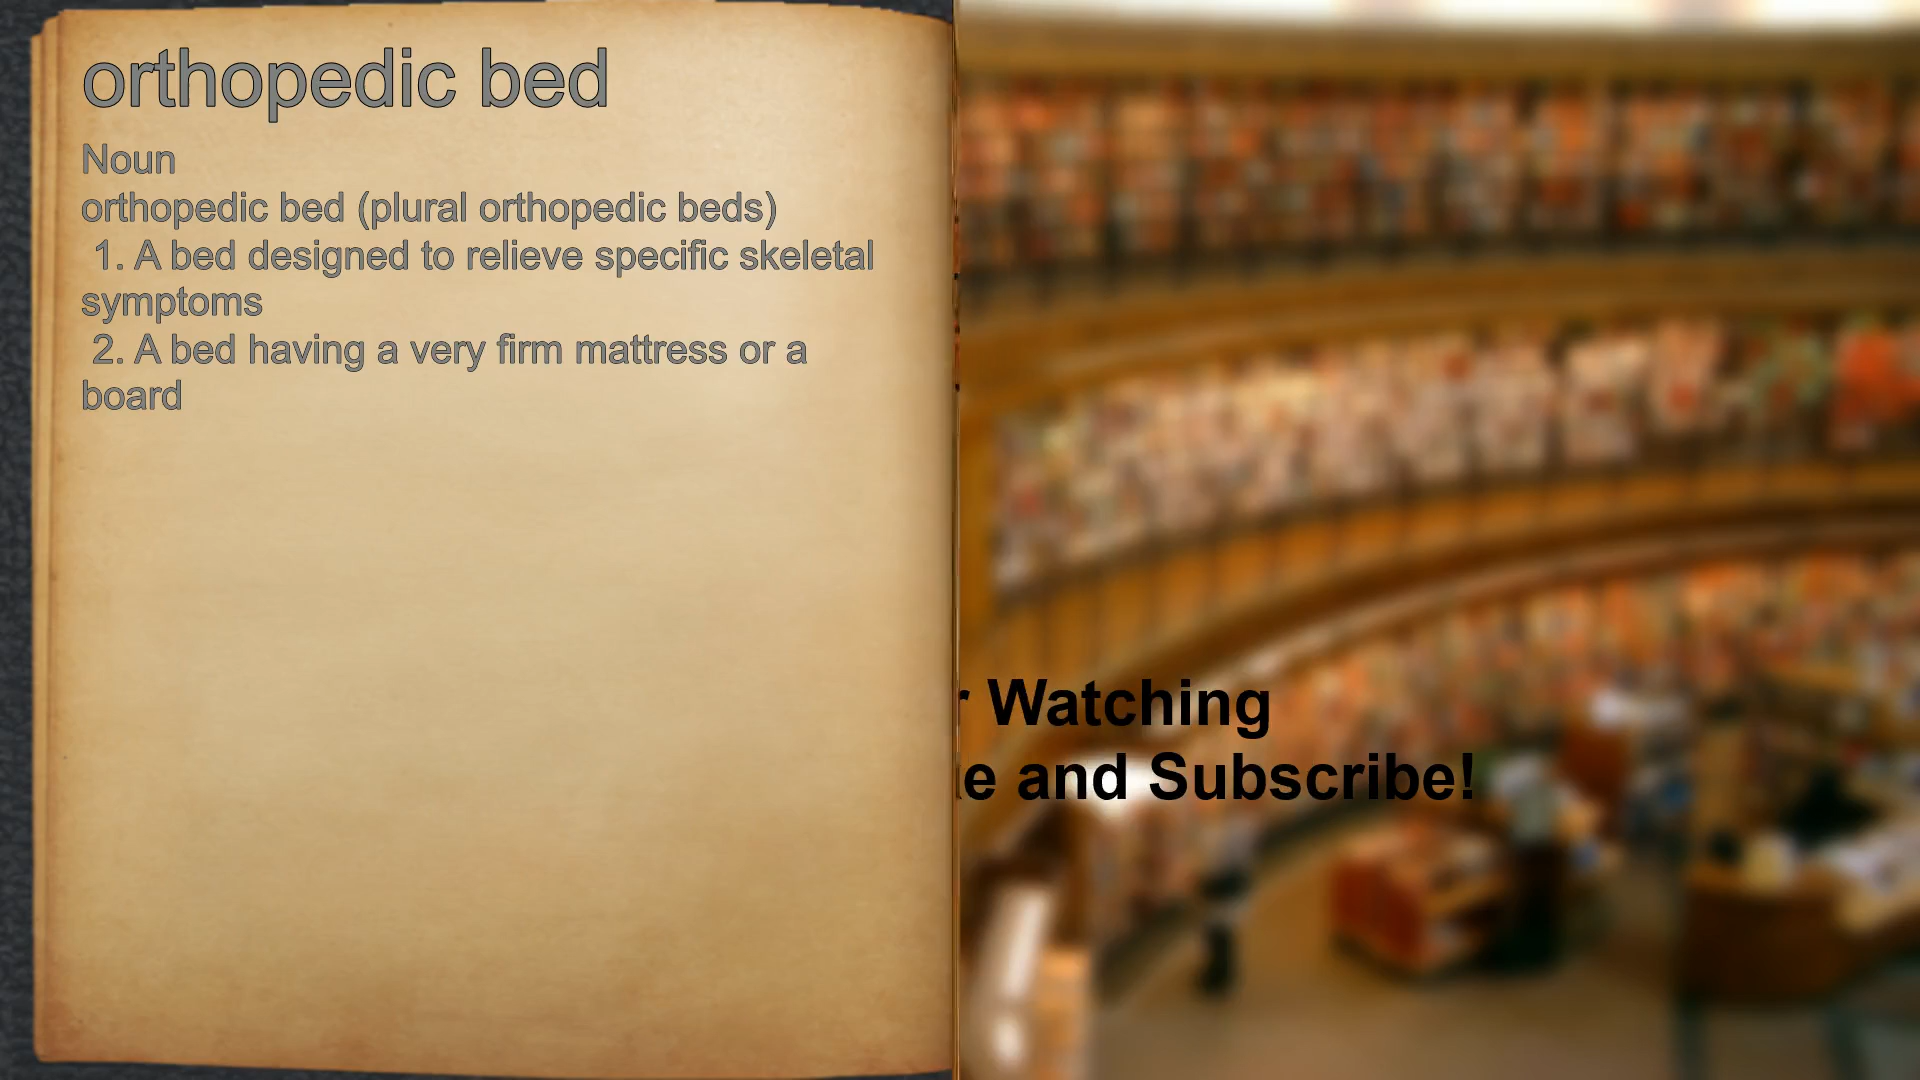 orthopedic bed
Noun
orthopedic bed (plural orthopedic beds)
1. A bed designed to relieve specific skeletal
symptoms
2. A bed having a very firm mattress or a
board
Watching
and Subscribe!